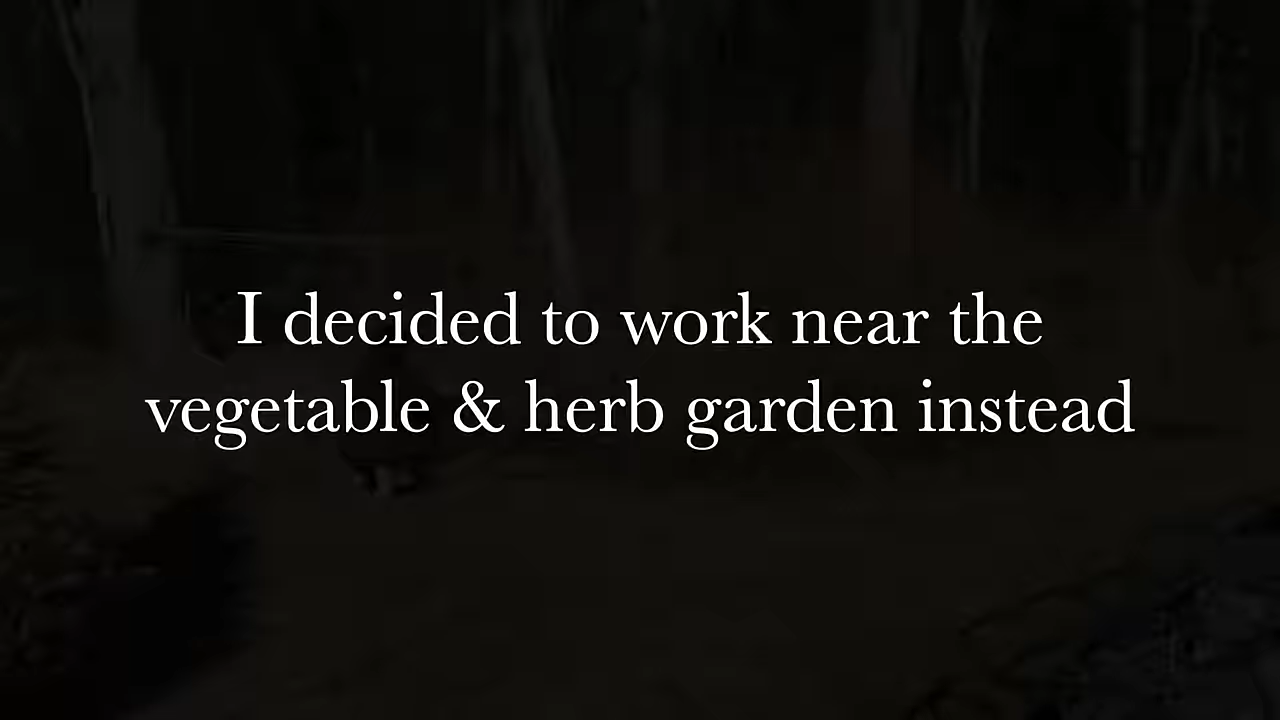 I decided to work near the
vegetable & herb garden instead